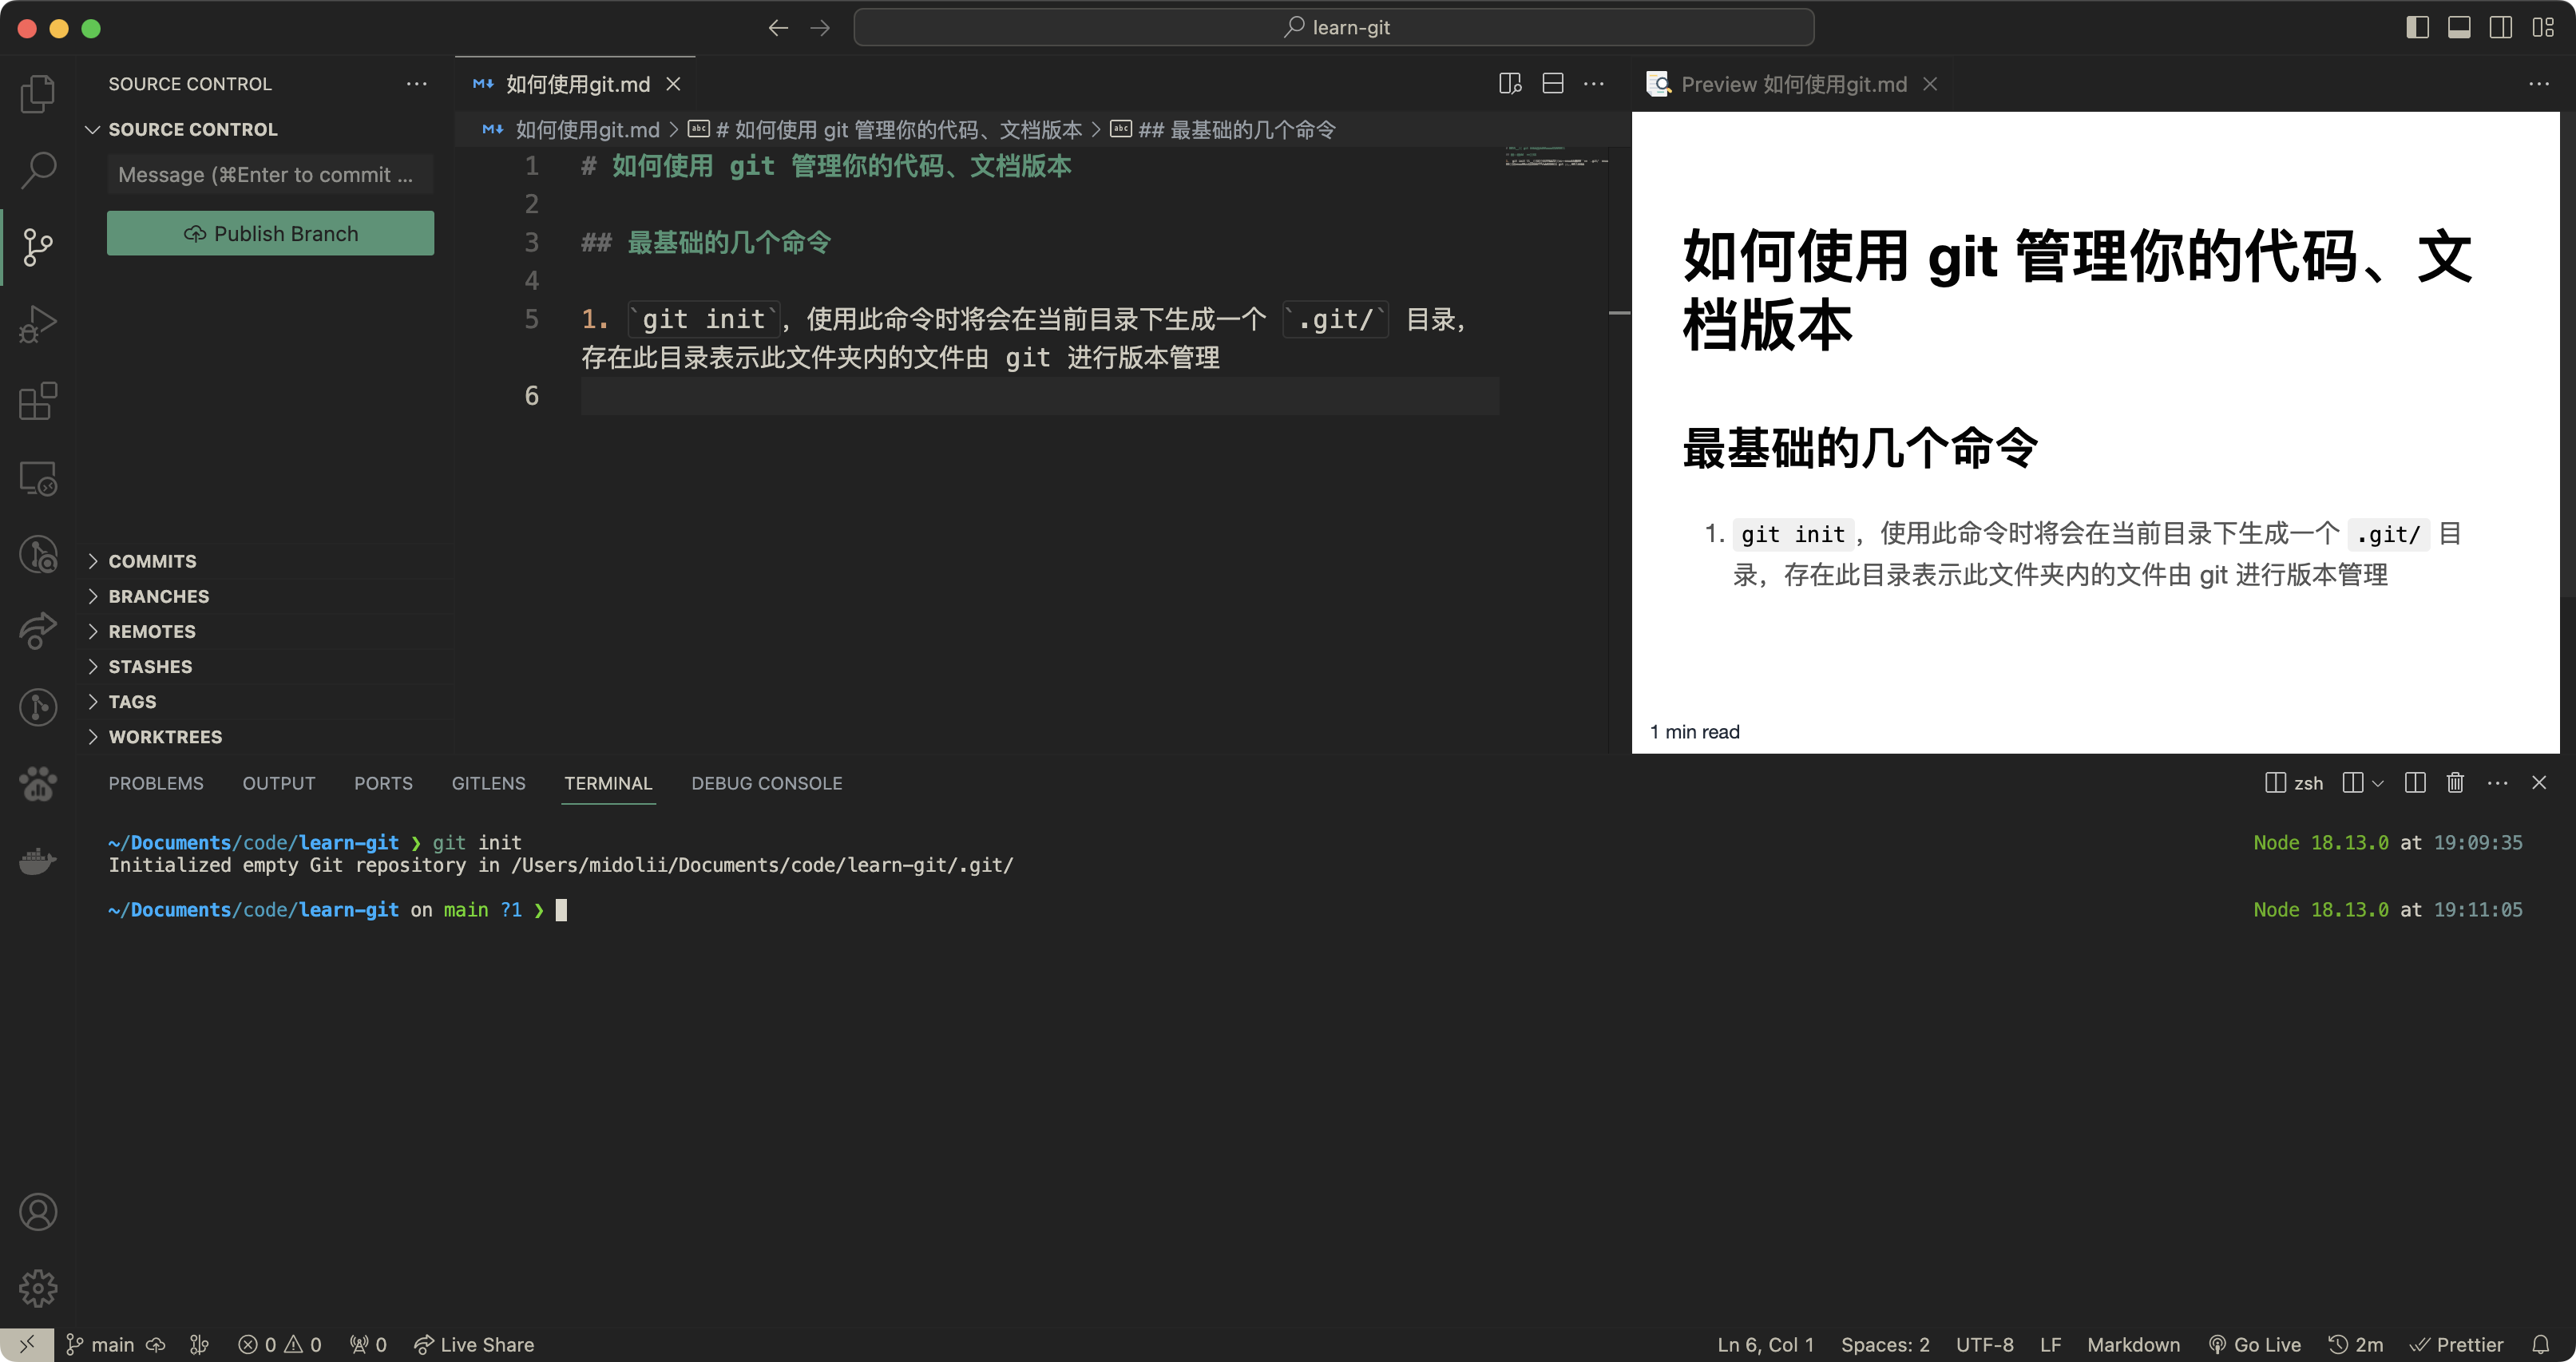 learn-git
SOURCE CONTROL
SOURCE CONTROL
Message (⌘Enter to commit ...
Publish Branch
COMMITS
BRANCHES
REMOTES
STASHES
TAGS
WORKTREES
如何使用git.md
如何使用git.md > # 如何使用 git 管理你的代码、文档版本 > ## 最基础的几个命令
1 # 如何使用 git 管理你的代码、文档版本
2
3 ## 最基础的几个命令
4
5 1. `git init`，使用此命令时将会在当前目录下生成一个 `.git/` 目录，
存在此目录表示此文件夹内的文件由 git 进行版本管理
6
Preview 如何使用git.md
如何使用 git 管理你的代码、文
档版本
最基础的几个命令
1. git init，使用此命令时将会在当前目录下生成一个 .git/ 目
录，存在此目录表示此文件夹内的文件由 git 进行版本管理
1 min read
PROBLEMS OUTPUT PORTS GITLENS TERMINAL DEBUG CONSOLE
zsh
~/Documents/code/learn-git ❯ git init Node 18.13.0 at 19:09:35
Initialized empty Git repository in /Users/midolii/Documents/code/learn-git/.git/
~/Documents/code/learn-git on main ?1 ❯ Node 18.13.0 at 19:11:05
main 0 0 0 Live Share Ln 6, Col 1 Spaces: 2 UTF-8 LF Markdown Go Live 2m Prettier